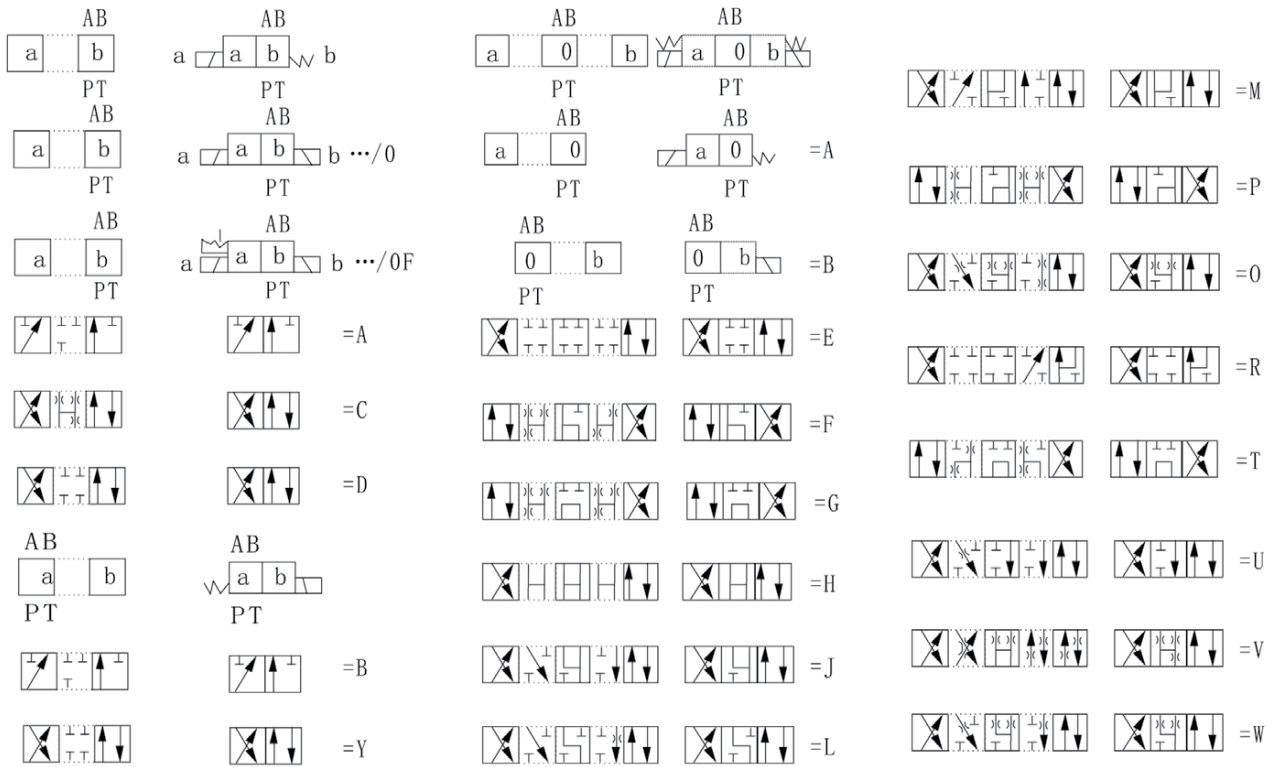 AB
a b
PT
AB
a a b b
PT
AB
a b
PT
AB
a a b b …/0
PT
AB
a b
PT
AB
a a b b …/0F
PT
=A
=C
=D
AB
a b
PT
AB
a b
PT
=B
=Y
AB
a 0 b
PT
AB
a 0 b
PT
AB
a 0
PT
AB
a 0 =A
PT
AB
0 b
PT
AB
0 b =B
PT
=E
=F
=G
=H
=J
=L
=M
=P
=O
=R
=T
=U
=V
=W